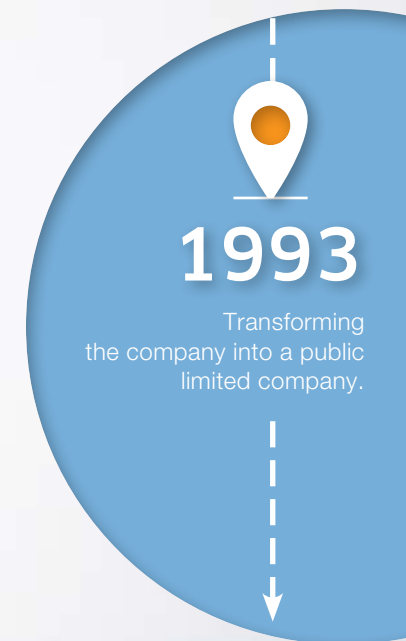 1993
Transforming
the company into a public
limited company.